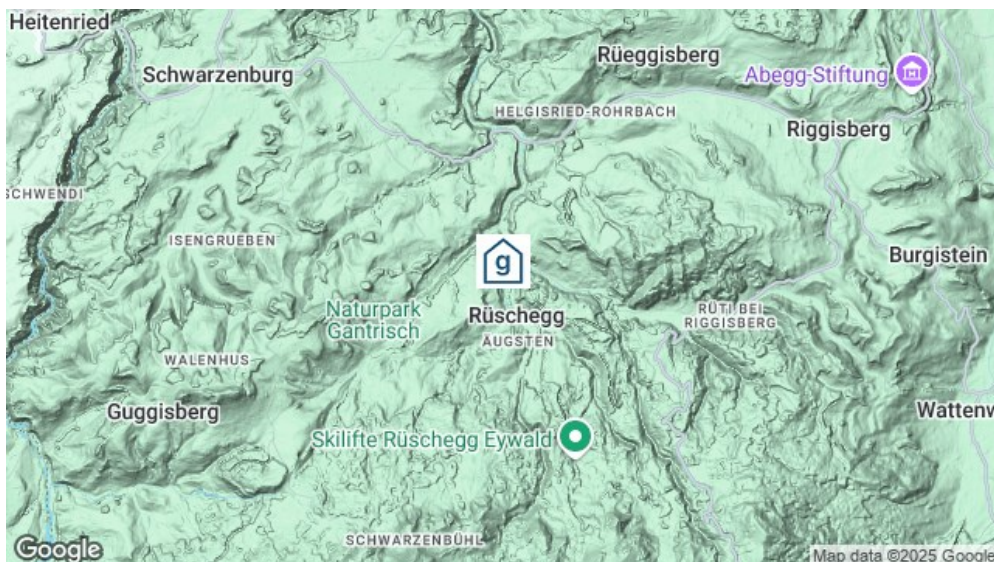 Heitenried
Schwarzenburg
Rüeggisberg
Abegg-Stiftung
HELGISRIED-ROHRBACH
Riggisberg
SCHWENDI
ISENGRUEBEN
Burgistein
g
Naturpark
Gantrisch
Rüschegg
ÄUGSTEN
RÜTI BEI
RIGGISBERG
WALENHUS
Guggisberg
Wattenw
Skilifte Rüschegg Eywald
SCHWARZENBÜHL
Google
Map data ©2025 Google